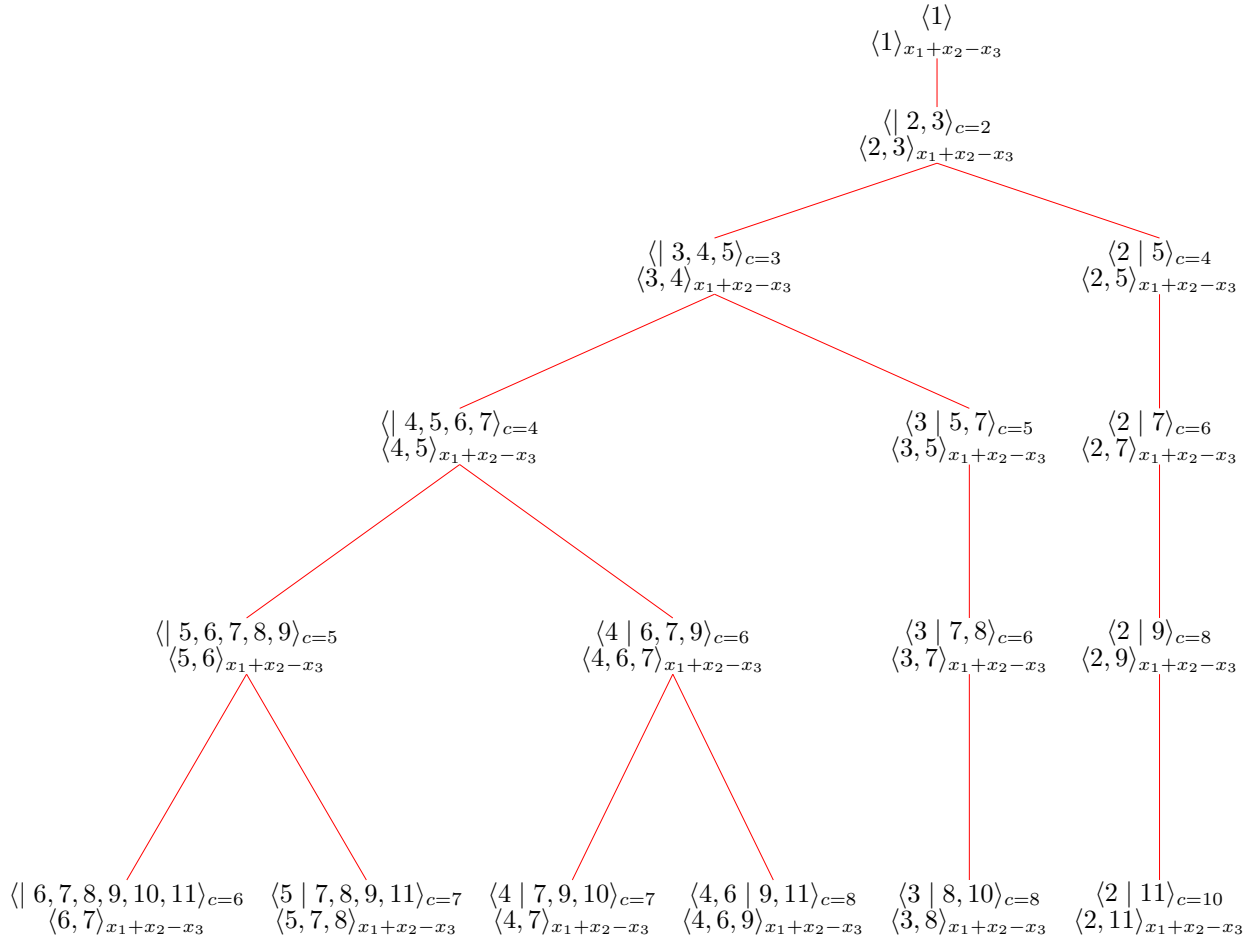 ⟨1⟩
⟨1⟩x₁+x₂−x₃
⟨| 2, 3⟩c=2
⟨2, 3⟩x₁+x₂−x₃
⟨| 3, 4, 5⟩c=3
⟨3, 4⟩x₁+x₂−x₃
⟨2 | 5⟩c=4
⟨2, 5⟩x₁+x₂−x₃
⟨| 4, 5, 6, 7⟩c=4
⟨4, 5⟩x₁+x₂−x₃
⟨3 | 5, 7⟩c=5
⟨3, 5⟩x₁+x₂−x₃
⟨2 | 7⟩c=6
⟨2, 7⟩x₁+x₂−x₃
⟨| 5, 6, 7, 8, 9⟩c=5
⟨5, 6⟩x₁+x₂−x₃
⟨4 | 6, 7, 9⟩c=6
⟨4, 6, 7⟩x₁+x₂−x₃
⟨3 | 7, 8⟩c=6
⟨3, 7⟩x₁+x₂−x₃
⟨2 | 9⟩c=8
⟨2, 9⟩x₁+x₂−x₃
⟨| 6, 7, 8, 9, 10, 11⟩c=6
⟨6, 7⟩x₁+x₂−x₃
⟨5 | 7, 8, 9, 11⟩c=7
⟨5, 7, 8⟩x₁+x₂−x₃
⟨4 | 7, 9, 10⟩c=7
⟨4, 7⟩x₁+x₂−x₃
⟨4, 6 | 9, 11⟩c=8
⟨4, 6, 9⟩x₁+x₂−x₃
⟨3 | 8, 10⟩c=8
⟨3, 8⟩x₁+x₂−x₃
⟨2 | 11⟩c=10
⟨2, 11⟩x₁+x₂−x₃